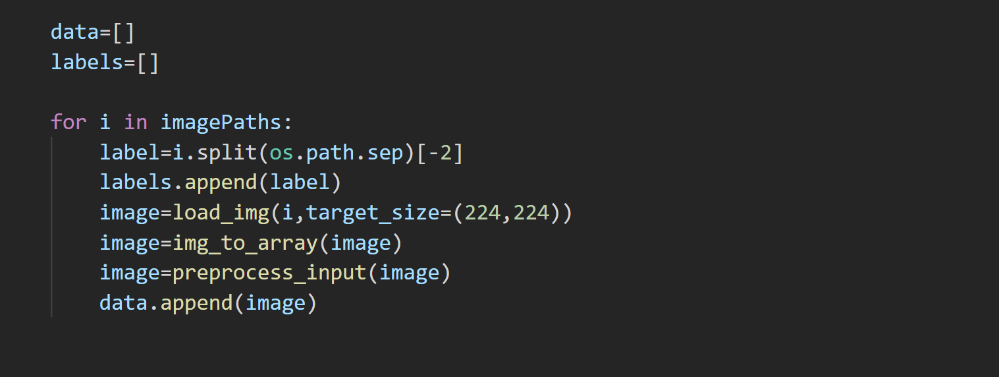 data=[]
labels=[]
for i in imagePaths:
    label=i.split(os.path.sep)[-2]
    labels.append(label)
    image=load_img(i,target_size=(224,224))
    image=img_to_array(image)
    image=preprocess_input(image)
    data.append(image)